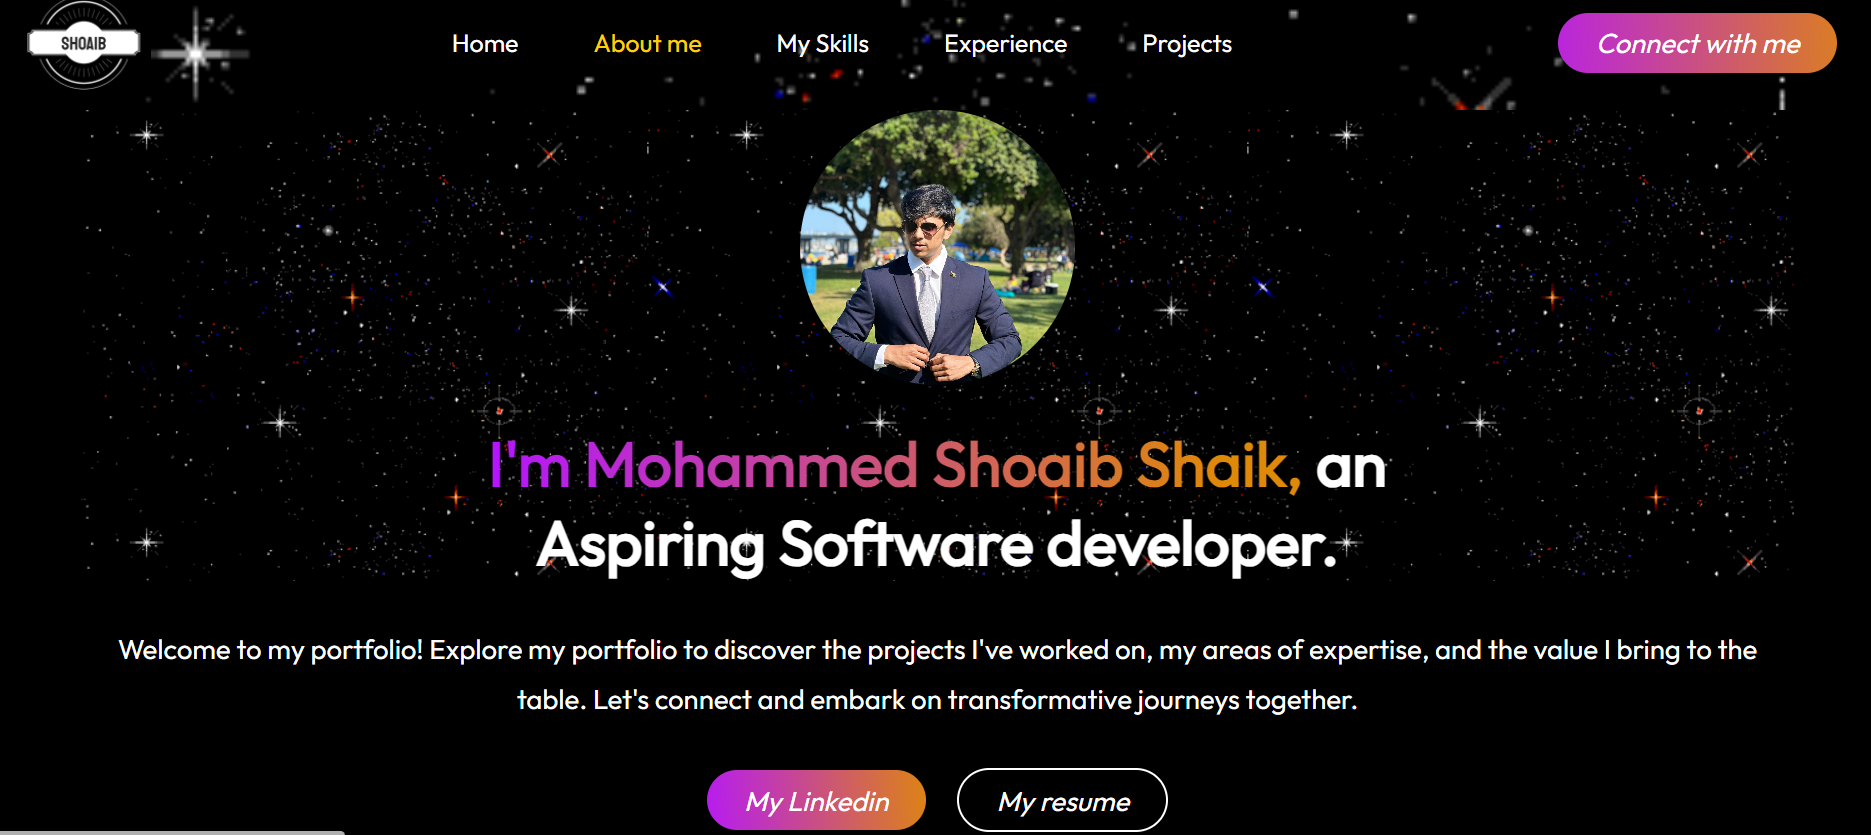 SHOAIB
Home About me My Skills Experience Projects
Connect with me
I'm Mohammed Shoaib Shaik, an
Aspiring Software developer.
Welcome to my portfolio! Explore my portfolio to discover the projects I've worked on, my areas of expertise, and the value I bring to the
table. Let's connect and embark on transformative journeys together.
My Linkedin
My resume